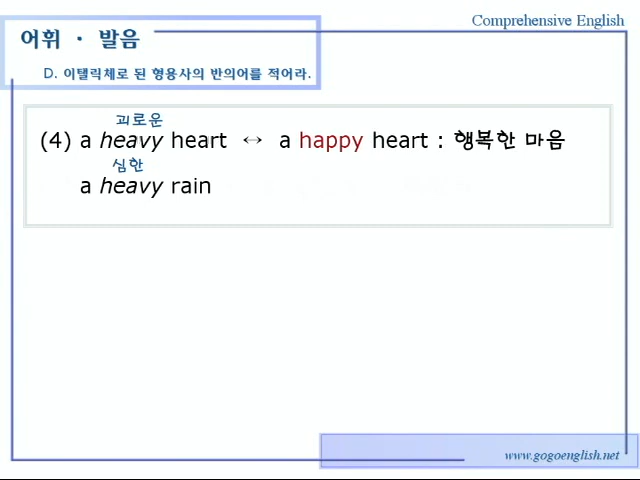 Comprehensive English
어휘 · 발음
D. 이탤릭체로 된 형용사의 반의어를 적어라.
괴로운
(4) a heavy heart ↔ a happy heart : 행복한 마음
심한
a heavy rain
www.gogoenglish.net